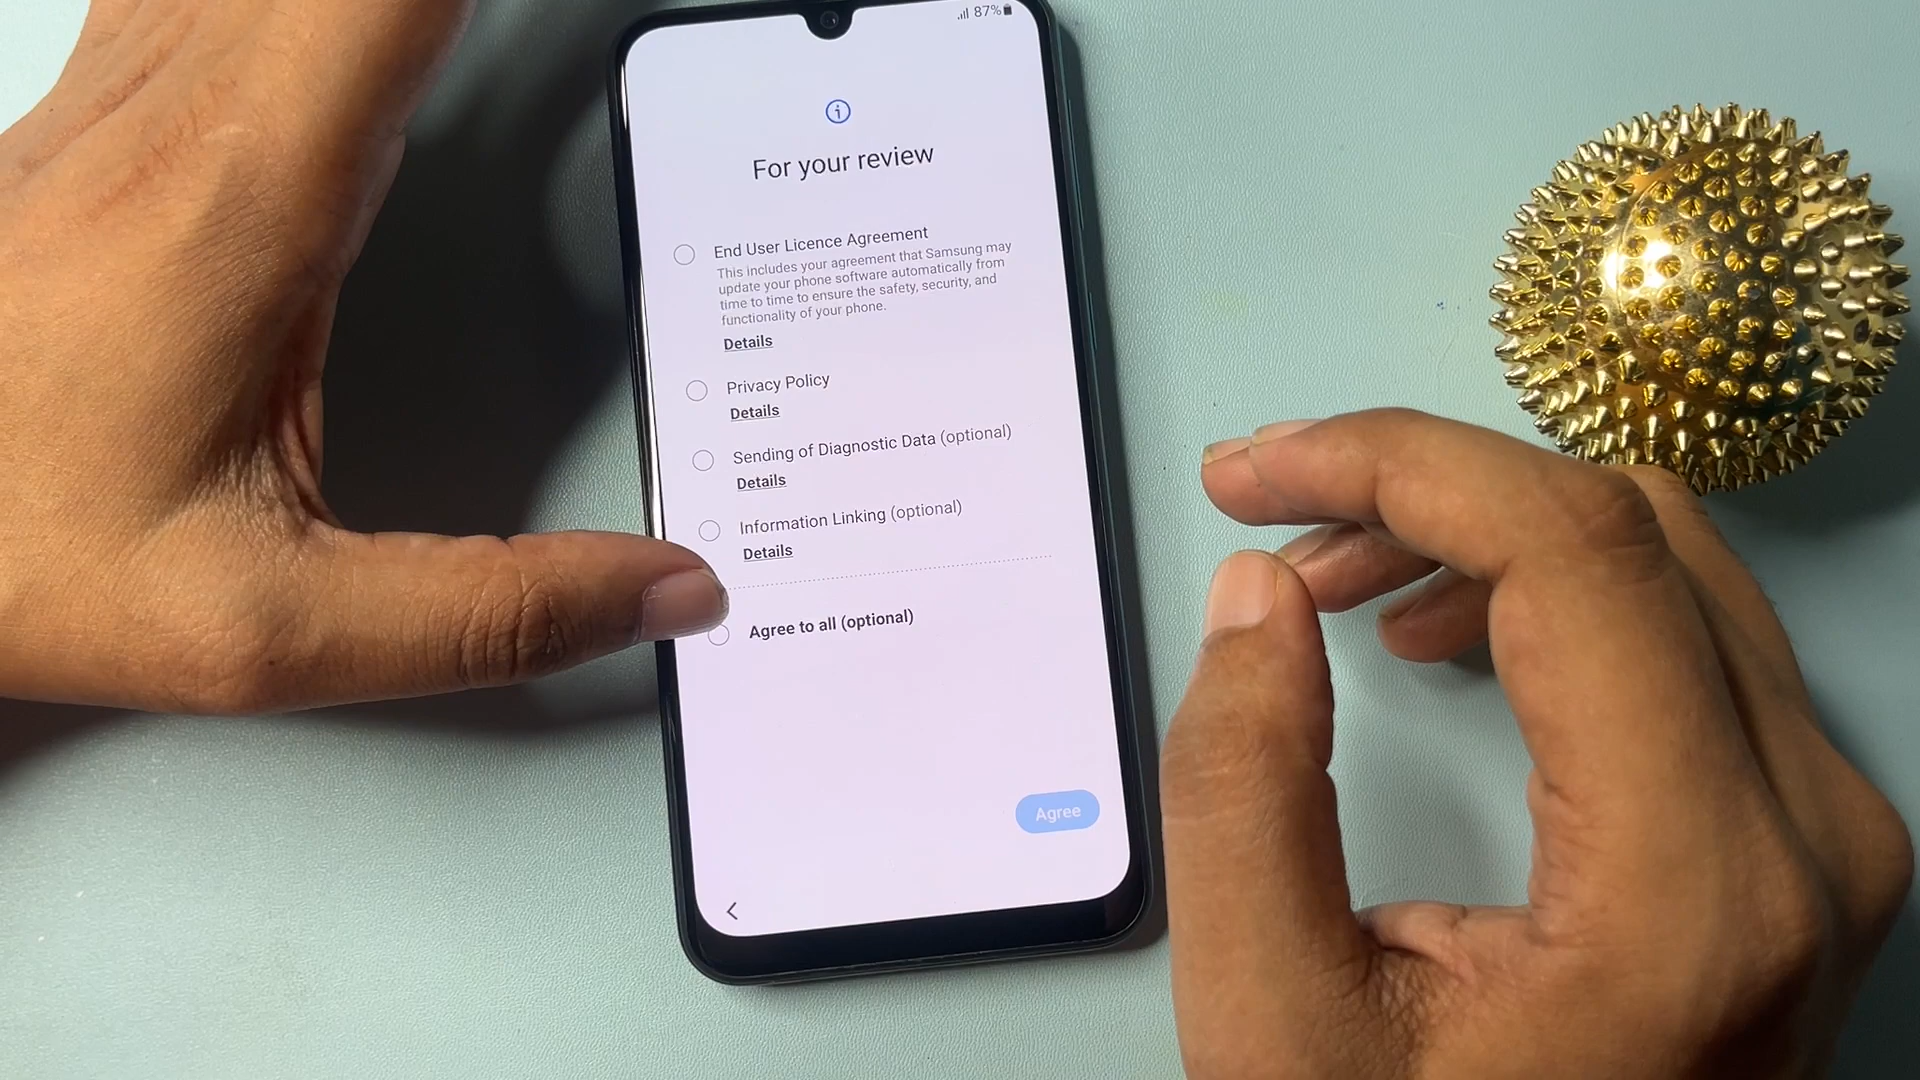 87%
For your review
End User Licence Agreement
This includes your agreement that Samsung may
update your phone software automatically from
time to time to ensure the safety, security, and
functionality of your phone.
Details
Privacy Policy
Details
Sending of Diagnostic Data (optional)
Details
Information Linking (optional)
Details
Agree to all (optional)
Agree